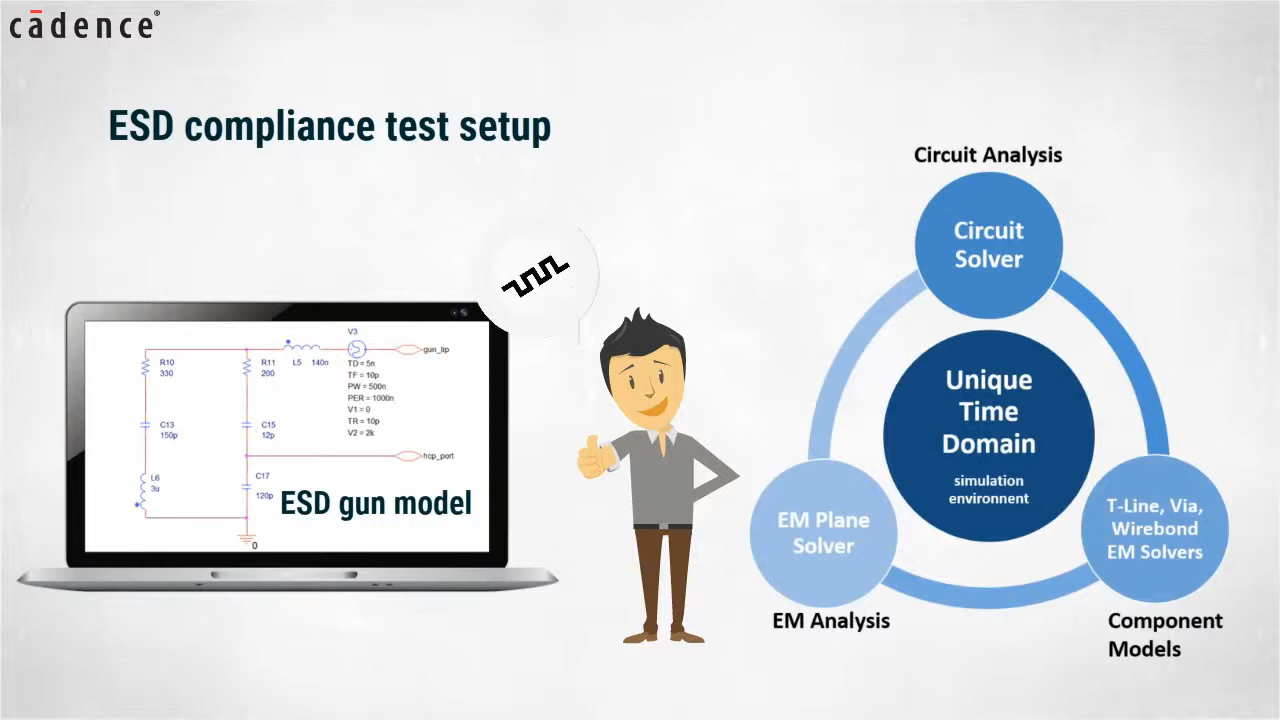 cādence®
ESD compliance test setup
V3
gun_tip
L5 140n
R10
330
R11
200
TD = 5n
TF = 10p
PW = 500n
PER = 1000n
V1 = 0
TR = 10p
V2 = 2k
C13
150p
C15
12p
hcp_port
L6
3u
C17
120p
ESD gun model
0
Circuit Analysis
Circuit
Solver
Unique
Time
Domain
simulation
environment
EM Plane
Solver
T-Line, Via,
Wirebond
EM Solvers
EM Analysis
Component
Models